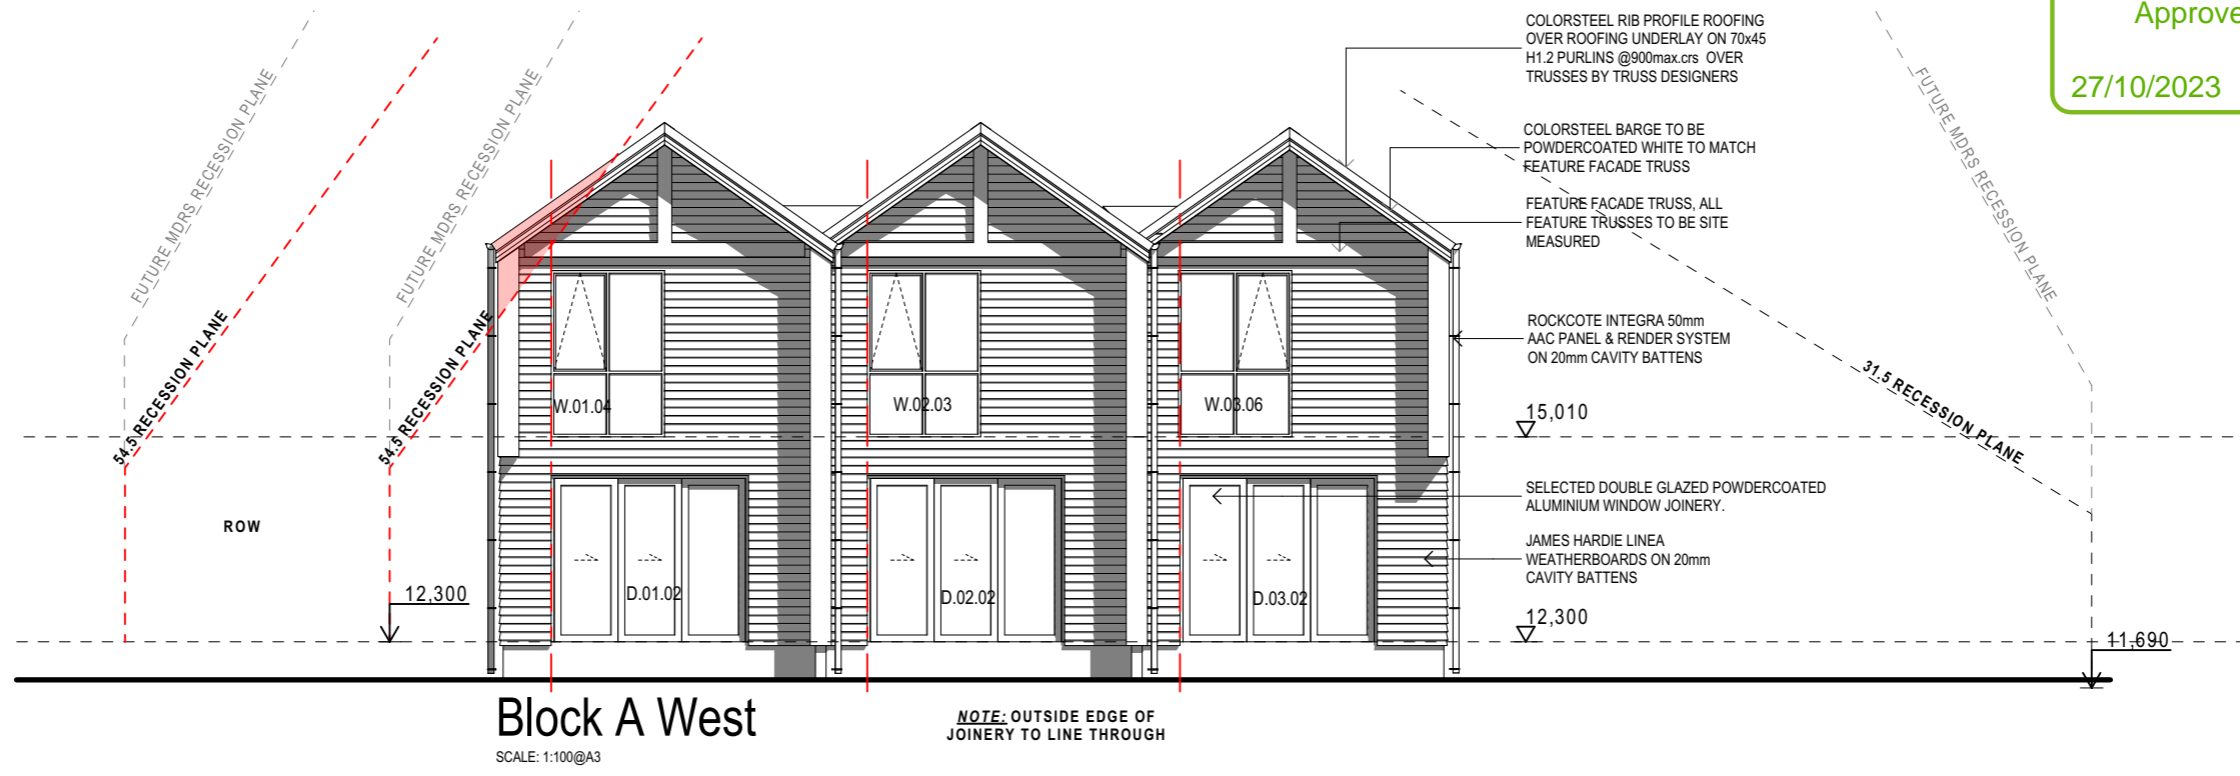 Approve
27/10/2023
COLORSTEEL RIB PROFILE ROOFING
OVER ROOFING UNDERLAY ON 70x45
H1.2 PURLINS @900max.crs OVER
TRUSSES BY TRUSS DESIGNERS
COLORSTEEL BARGE TO BE
POWDERCOATED WHITE TO MATCH
FEATURE FACADE TRUSS
FEATURE FACADE TRUSS, ALL
FEATURE TRUSSES TO BE SITE
MEASURED
ROCKCOTE INTEGRA 50mm
AAC PANEL & RENDER SYSTEM
ON 20mm CAVITY BATTENS
15,010
SELECTED DOUBLE GLAZED POWDERCOATED
ALUMINIUM WINDOW JOINERY.
JAMES HARDIE LINEA
WEATHERBOARDS ON 20mm
CAVITY BATTENS
12,300
11,690
FUTURE MDRS RECESSION PLANE
FUTURE MDRS RECESSION PLANE
FUTURE MDRS RECESSION PLANE
54.5 RECESSION PLANE
54.5 RECESSION PLANE
31.5 RECESSION PLANE
ROW
12,300
W.01.04
W.02.03
W.03.06
D.01.02
D.02.02
D.03.02
Block A West
SCALE: 1:100@A3
NOTE: OUTSIDE EDGE OF
JOINERY TO LINE THROUGH